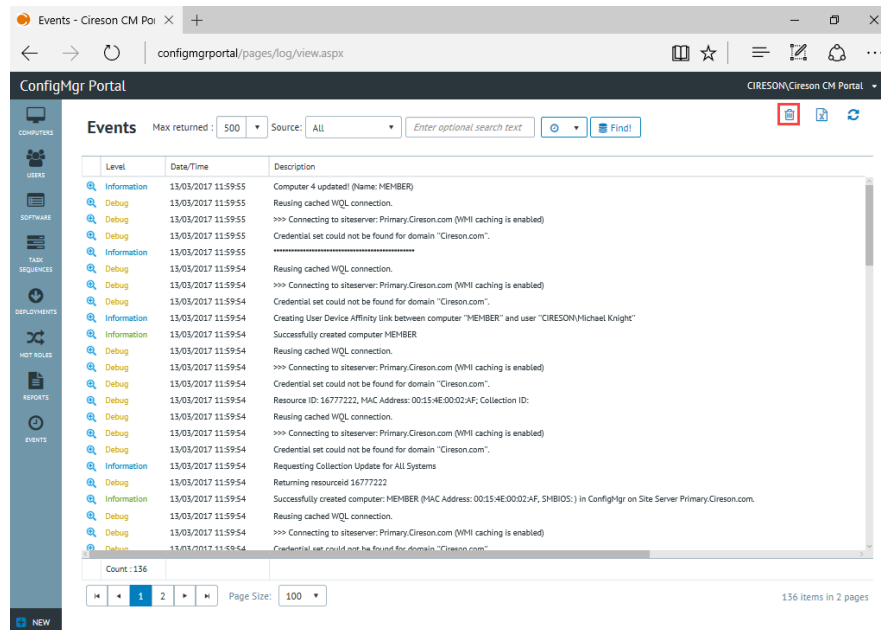 Events - Cireson CM Por
configmgrportal/pages/log/view.aspx
ConfigMgr Portal
CIRESON\Cireson CM Portal
COMPUTERS
USERS
SOFTWARE
TASK
SEQUENCES
DEPLOYMENTS
MDT ROLES
REPORTS
EVENTS
NEW
Events Max returned : 500 Source: All Enter optional search text Find!
Level Date/Time Description
Information 13/03/2017 11:59:55 Computer 4 updated! (Name: MEMBER)
Debug 13/03/2017 11:59:55 Reusing cached WQL connection.
Debug 13/03/2017 11:59:55 >>> Connecting to siteserver: Primary.Cireson.com (WMI caching is enabled)
Debug 13/03/2017 11:59:55 Credential set could not be found for domain "Cireson.com".
Information 13/03/2017 11:59:55
Debug 13/03/2017 11:59:54 Reusing cached WQL connection.
Debug 13/03/2017 11:59:54 >>> Connecting to siteserver: Primary.Cireson.com (WMI caching is enabled)
Debug 13/03/2017 11:59:54 Credential set could not be found for domain "Cireson.com".
Information 13/03/2017 11:59:54 Creating User Device Affinity link between computer "MEMBER" and user "CIRESON\Michael Knight"
Information 13/03/2017 11:59:54 Successfully created computer MEMBER
Debug 13/03/2017 11:59:54 Reusing cached WQL connection.
Debug 13/03/2017 11:59:54 >>> Connecting to siteserver: Primary.Cireson.com (WMI caching is enabled)
Debug 13/03/2017 11:59:54 Credential set could not be found for domain "Cireson.com".
Debug 13/03/2017 11:59:54 Resource ID: 16777222, MAC Address: 00:15:4E:00:02:AF; Collection ID:
Debug 13/03/2017 11:59:54 Reusing cached WQL connection.
Debug 13/03/2017 11:59:54 >>> Connecting to siteserver: Primary.Cireson.com (WMI caching is enabled)
Debug 13/03/2017 11:59:54 Credential set could not be found for domain "Cireson.com".
Information 13/03/2017 11:59:54 Requesting Collection Update for All Systems
Debug 13/03/2017 11:59:54 Returning resourceid 16777222
Information 13/03/2017 11:59:54 Successfully created computer: MEMBER (MAC Address: 00:15:4E:00:02:AF, SMBIOS: ) in ConfigMgr on Site Server Primary.Cireson.com.
Debug 13/03/2017 11:59:54 Reusing cached WQL connection.
Debug 13/03/2017 11:59:54 >>> Connecting to siteserver: Primary.Cireson.com (WMI caching is enabled)
Debug 13/03/2017 11:59:54 Credential set could not be found for domain "Cireson.com"
Count : 136
1 2 Page Size: 100 136 items in 2 pages